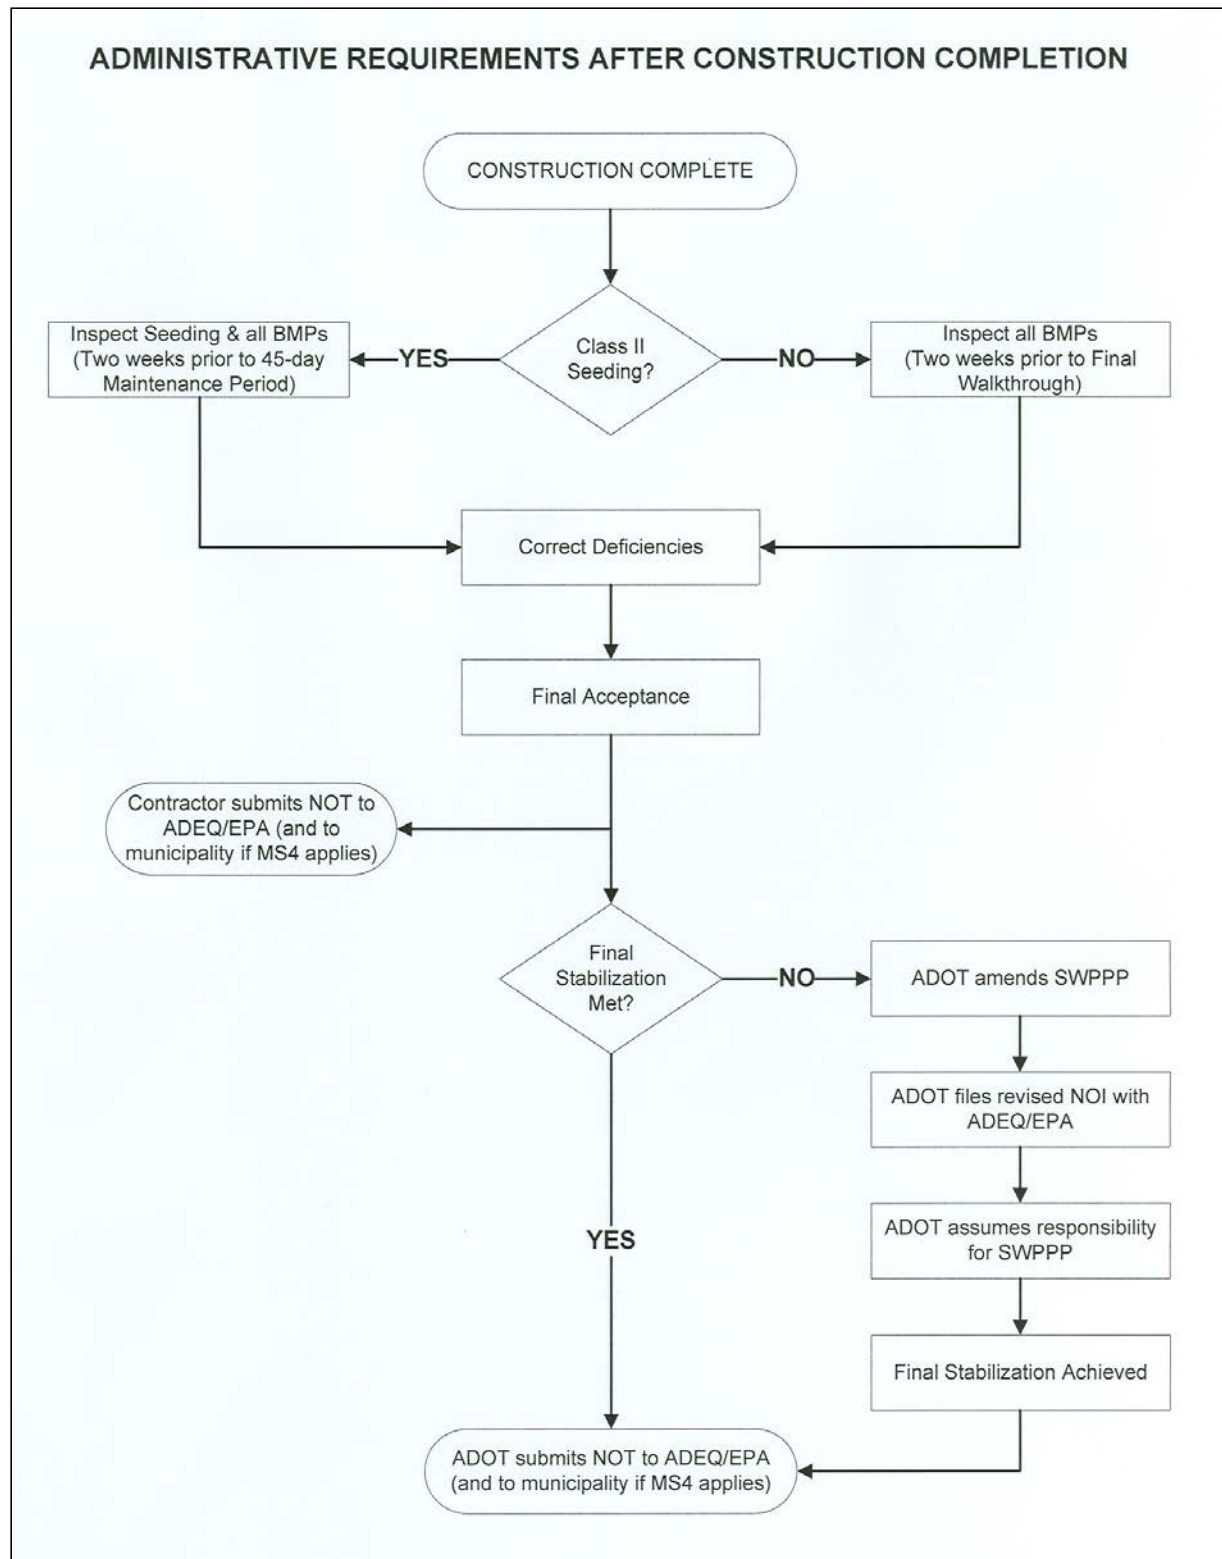 ADMINISTRATIVE REQUIREMENTS AFTER CONSTRUCTION COMPLETION
CONSTRUCTION COMPLETE
Class II
Seeding?
YES
NO
Inspect Seeding & all BMPs
(Two weeks prior to 45-day
Maintenance Period)
Inspect all BMPs
(Two weeks prior to Final
Walkthrough)
Correct Deficiencies
Final Acceptance
Contractor submits NOT to
ADEQ/EPA (and to
municipality if MS4 applies)
Final
Stabilization
Met?
NO
ADOT amends SWPPP
ADOT files revised NOI with
ADEQ/EPA
ADOT assumes responsibility
for SWPPP
YES
Final Stabilization Achieved
ADOT submits NOT to ADEQ/EPA
(and to municipality if MS4 applies)